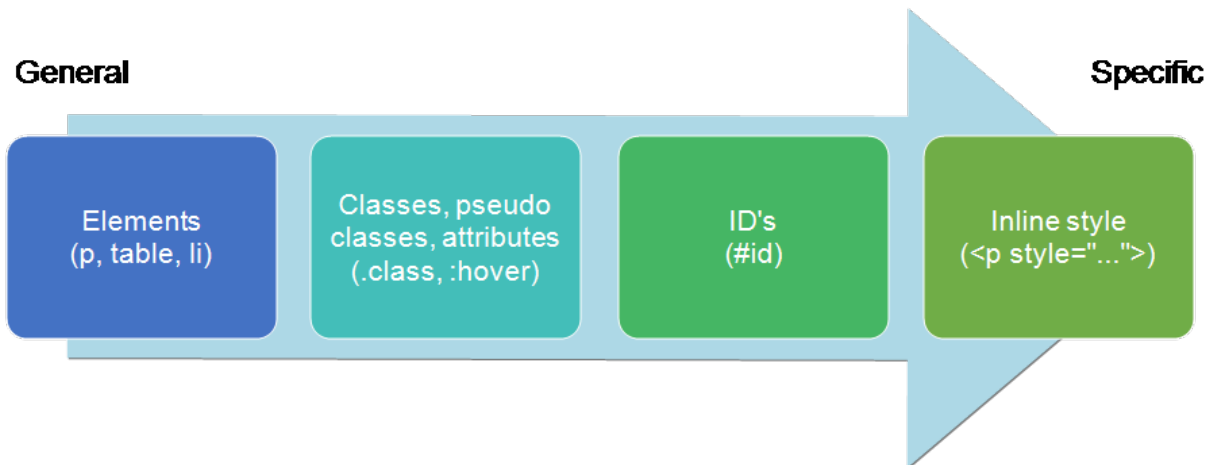 General
Specific
Elements
(p, table, li)
Classes, pseudo
classes, attributes
(.class, :hover)
ID's
(#id)
Inline style
(<p style="...">)